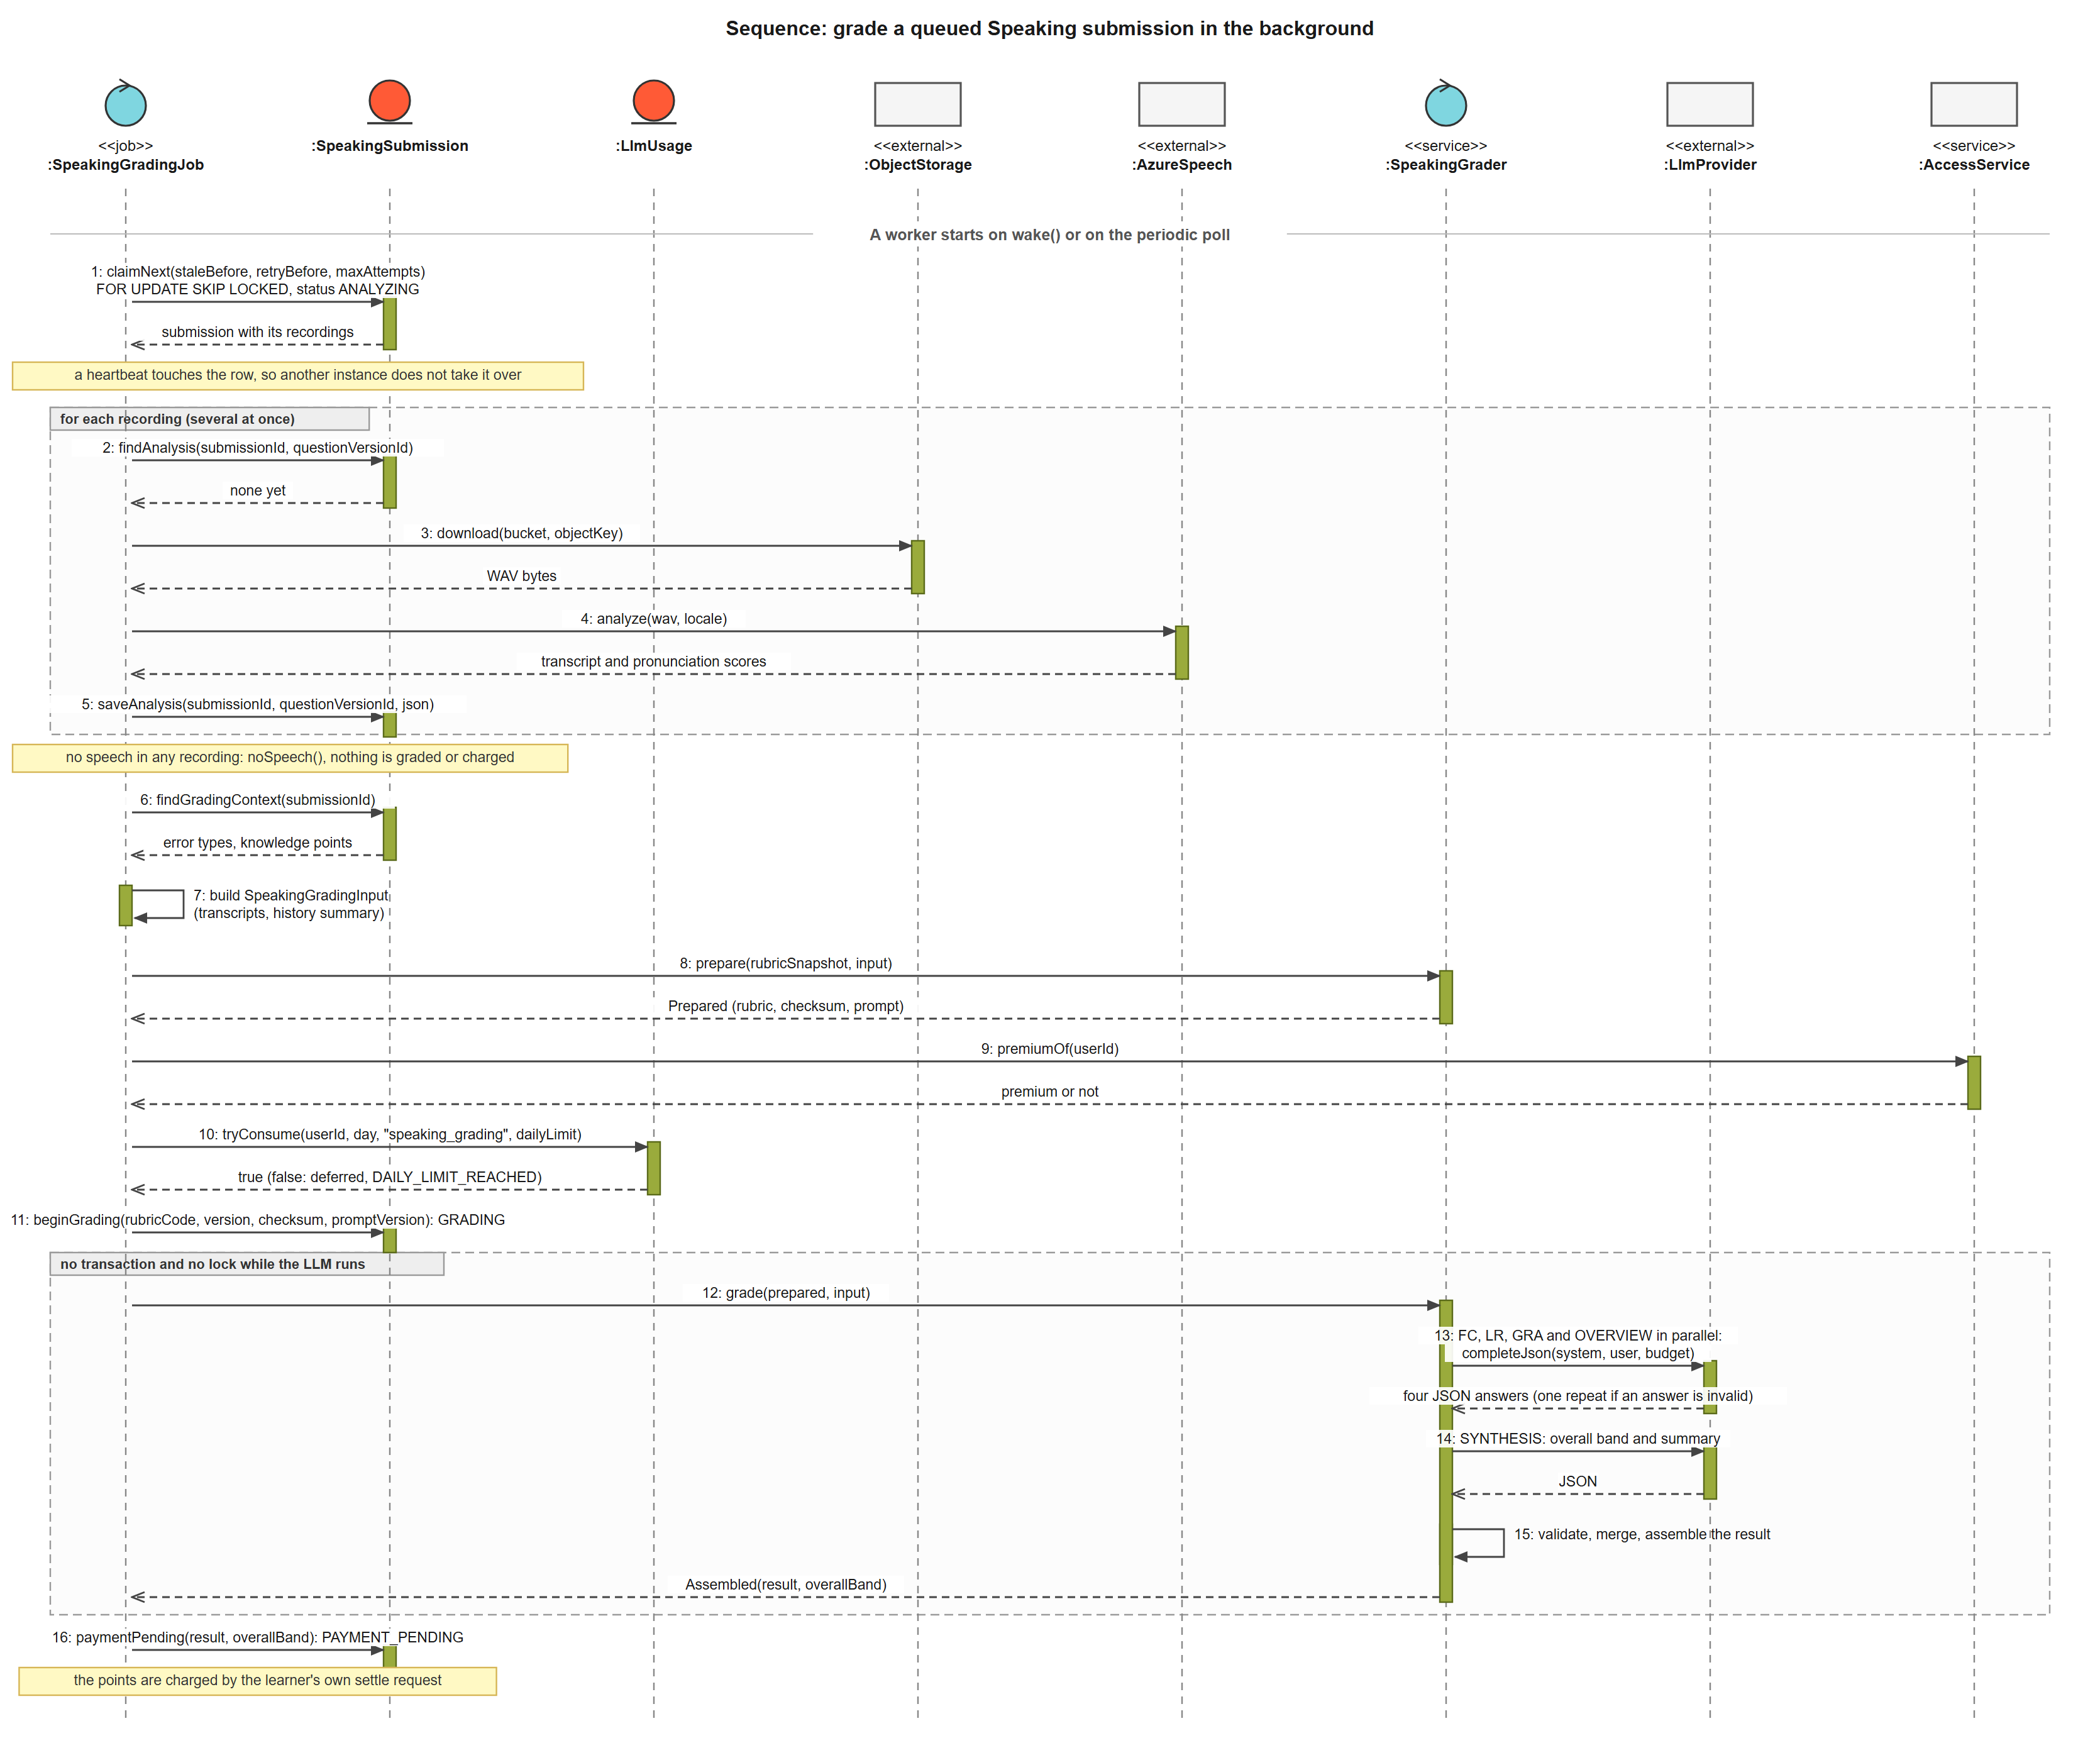 Sequence: grade a queued Speaking submission in the background
<<job>>
:SpeakingGradingJob
:SpeakingSubmission
:LlmUsage
<<external>>
:ObjectStorage
<<external>>
:AzureSpeech
<<service>>
:SpeakingGrader
<<external>>
:LlmProvider
<<service>>
:AccessService
A worker starts on wake() or on the periodic poll
1: claimNext(staleBefore, retryBefore, maxAttempts)
FOR UPDATE SKIP LOCKED, status ANALYZING
submission with its recordings
a heartbeat touches the row, so another instance does not take it over
for each recording (several at once)
2: findAnalysis(submissionId, questionVersionId)
none yet
3: download(bucket, objectKey)
WAV bytes
4: analyze(wav, locale)
transcript and pronunciation scores
5: saveAnalysis(submissionId, questionVersionId, json)
no speech in any recording: noSpeech(), nothing is graded or charged
6: findGradingContext(submissionId)
error types, knowledge points
7: build SpeakingGradingInput
(transcripts, history summary)
8: prepare(rubricSnapshot, input)
Prepared (rubric, checksum, prompt)
9: premiumOf(userId)
premium or not
10: tryConsume(userId, day, "speaking_grading", dailyLimit)
true (false: deferred, DAILY_LIMIT_REACHED)
11: beginGrading(rubricCode, version, checksum, promptVersion): GRADING
no transaction and no lock while the LLM runs
12: grade(prepared, input)
13: FC, LR, GRA and OVERVIEW in parallel:
completeJson(system, user, budget)
four JSON answers (one repeat if an answer is invalid)
14: SYNTHESIS: overall band and summary
JSON
15: validate, merge, assemble the result
Assembled(result, overallBand)
16: paymentPending(result, overallBand): PAYMENT_PENDING
the points are charged by the learner's own settle request